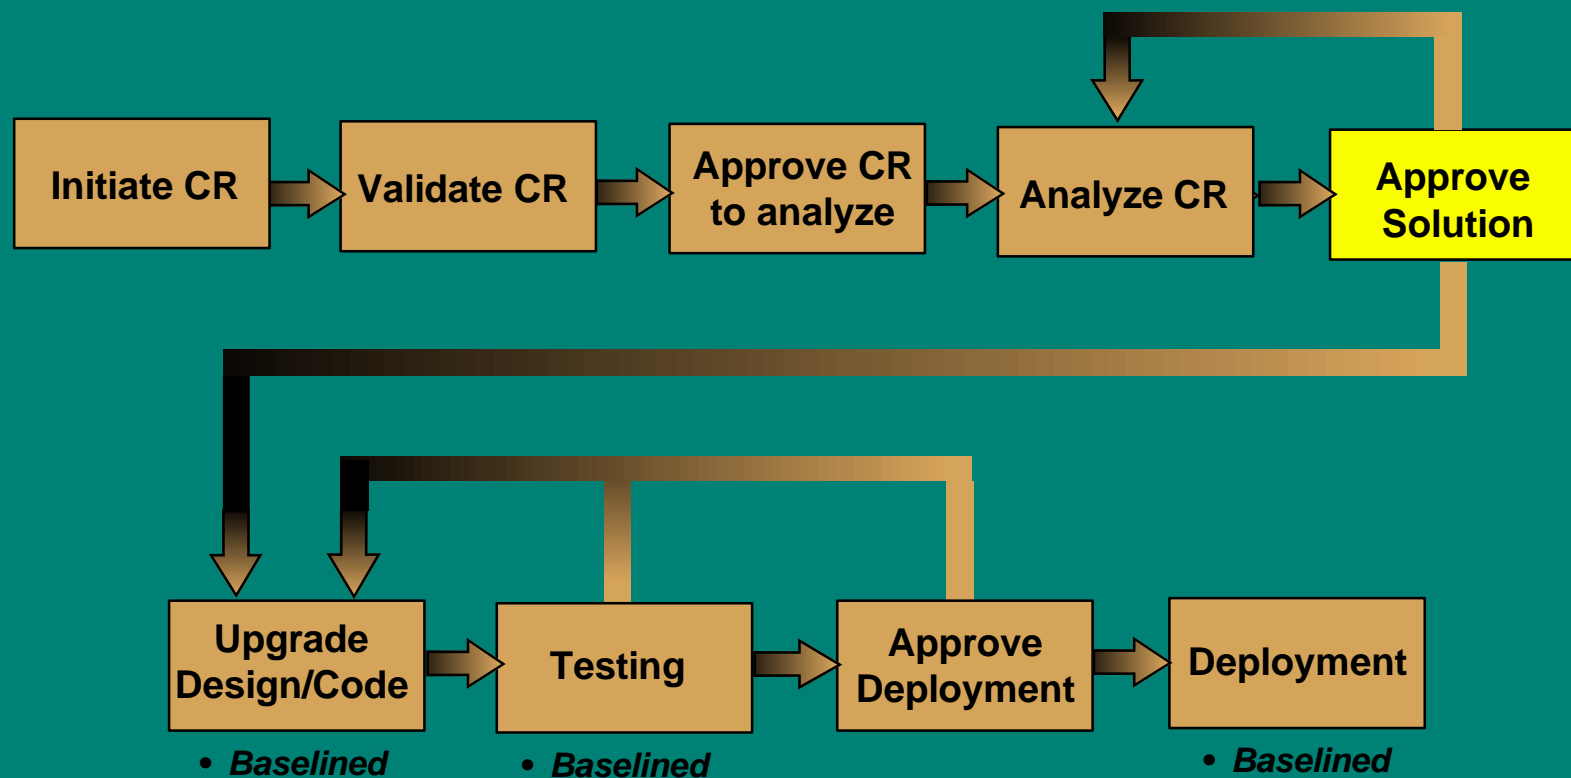 Initiate CR
Validate CR
Approve CR
to analyze
Analyze CR
Approve
Solution
Upgrade
Design/Code
Testing
Approve
Deployment
Deployment
• Baselined
• Baselined
• Baselined